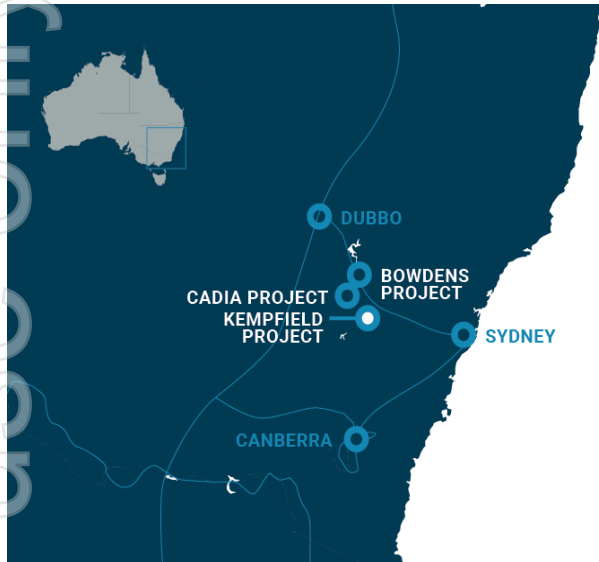 DUBBO
BOWDENS
PROJECT
CADIA PROJECT
KEMPFIELD
PROJECT
SYDNEY
CANBERRA